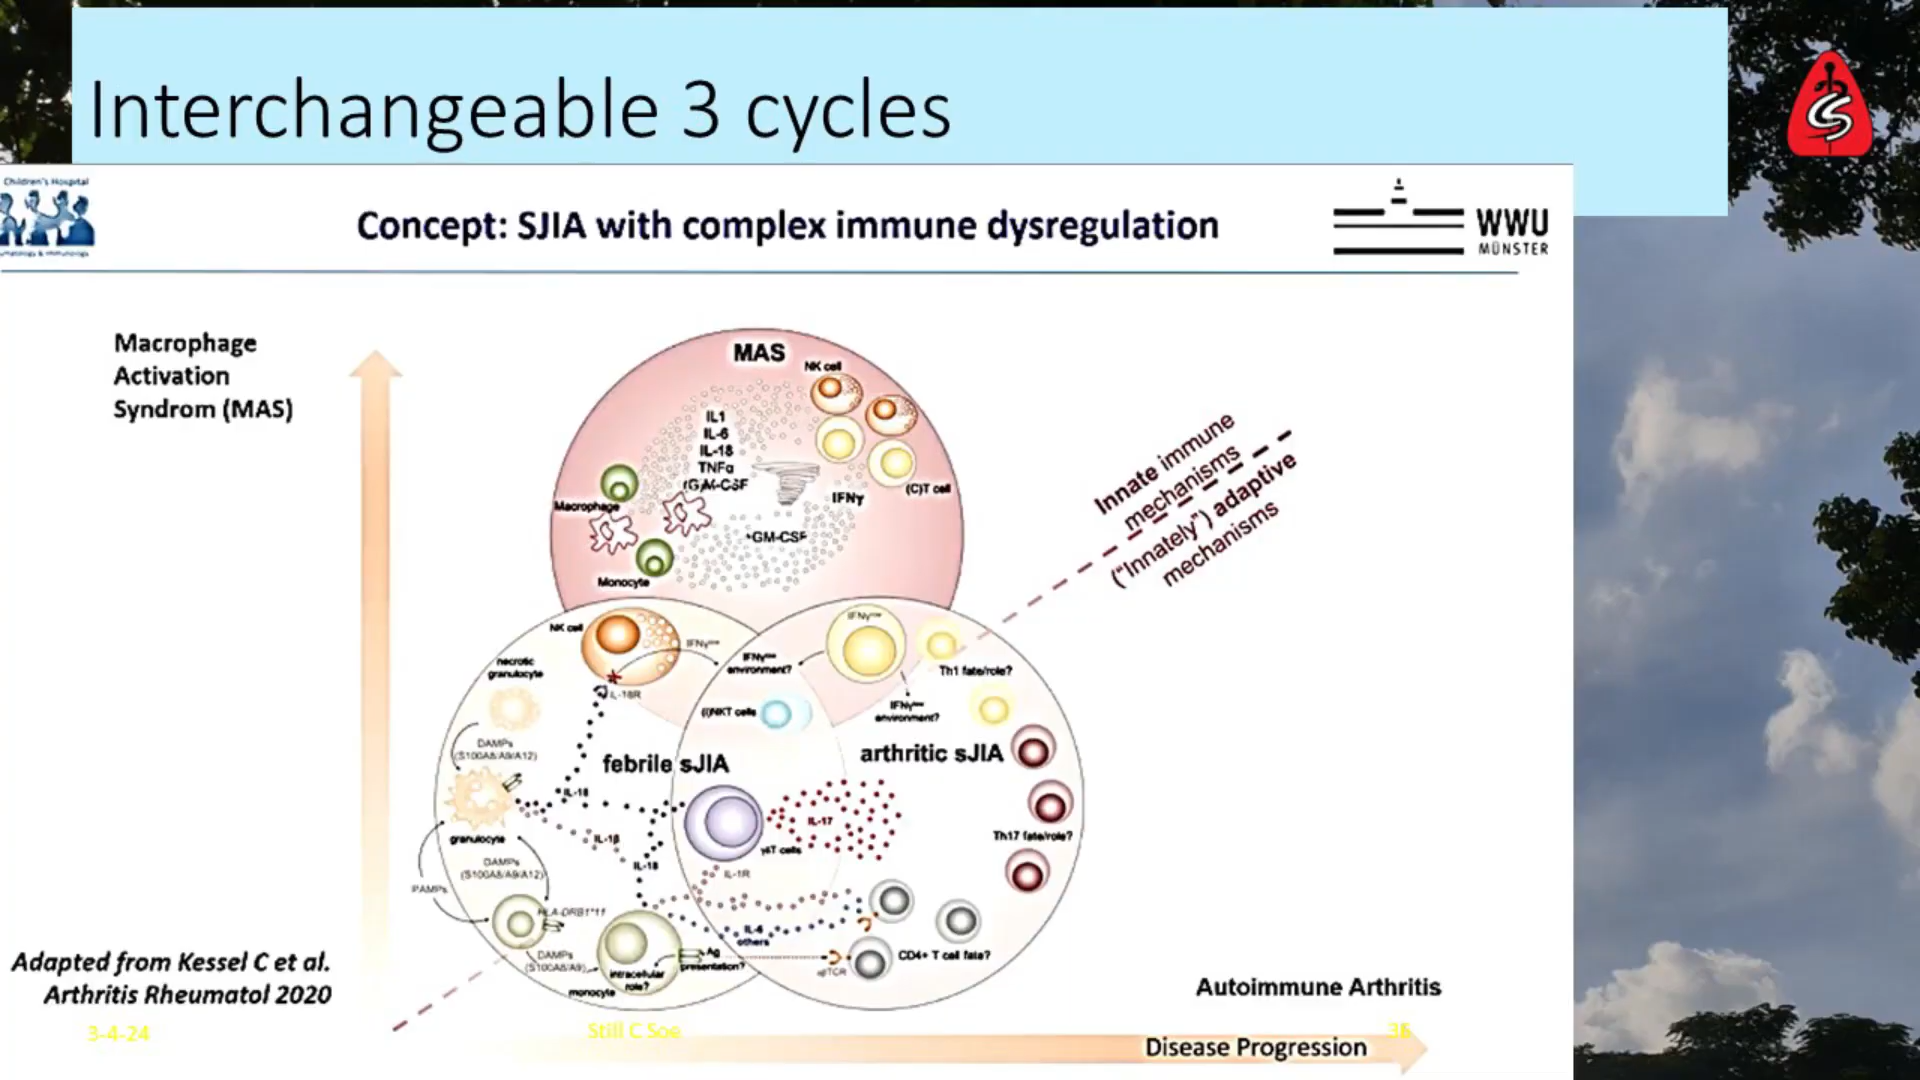 Interchangeable 3 cycles
Children's Hospital
Concept: SJIA with complex immune dysregulation
WWU
MÜNSTER
Macrophage
Activation
Syndrom (MAS)
MAS
NK cell
IL1
IL-6
IL-18
TNFα
(G)M-CSF
IFNγ
(C)T cell
Macrophage
GM-CSF
Monocyte
Innate immune
mechanisms
("Innately") adaptive
mechanisms
NK cell
IFNγ
IFNγ
environment?
IFNγ
Th1 fate/role?
necrotic
granulocyte
IL-18R
(i)NKT cells
IFNγ
environment?
DAMPs
(S100A8/A9/A12)
febrile sJIA
arthritic sJIA
IL-18
IL-17
granulocyte
IL-1β
γδT cells
Th17 fate/role?
DAMPs
(S100A8/A9/A12)
IL-18
IL-1R
PAMPs
HLA-DRB1*11
IL-6
others
DAMPs
(S100A8/A9)
Ag
presentation?
αβTCR
CD4+ T cell fate?
intracellular
role?
monocyte
Adapted from Kessel C et al.
Arthritis Rheumatol 2020
Autoimmune Arthritis
3-4-24
Still C Soe
Disease Progression